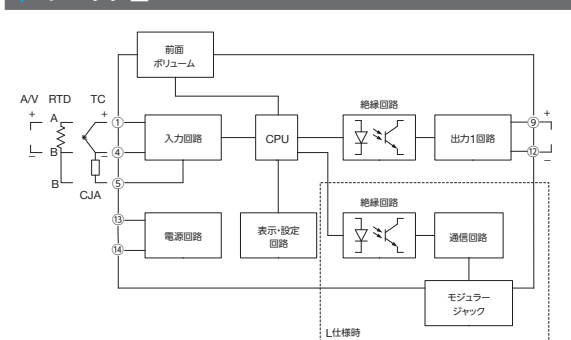 前面
ボリューム
A/V RTD TC
+ A +
① 入力回路
CPU
絶縁回路
出力1回路
⑨ +
④
− B −
⑫ −
⑤
B
CJA
⑬
⑭
電源回路
表示・設定
回路
絶縁回路
通信回路
モジュラー
ジャック
L仕様時